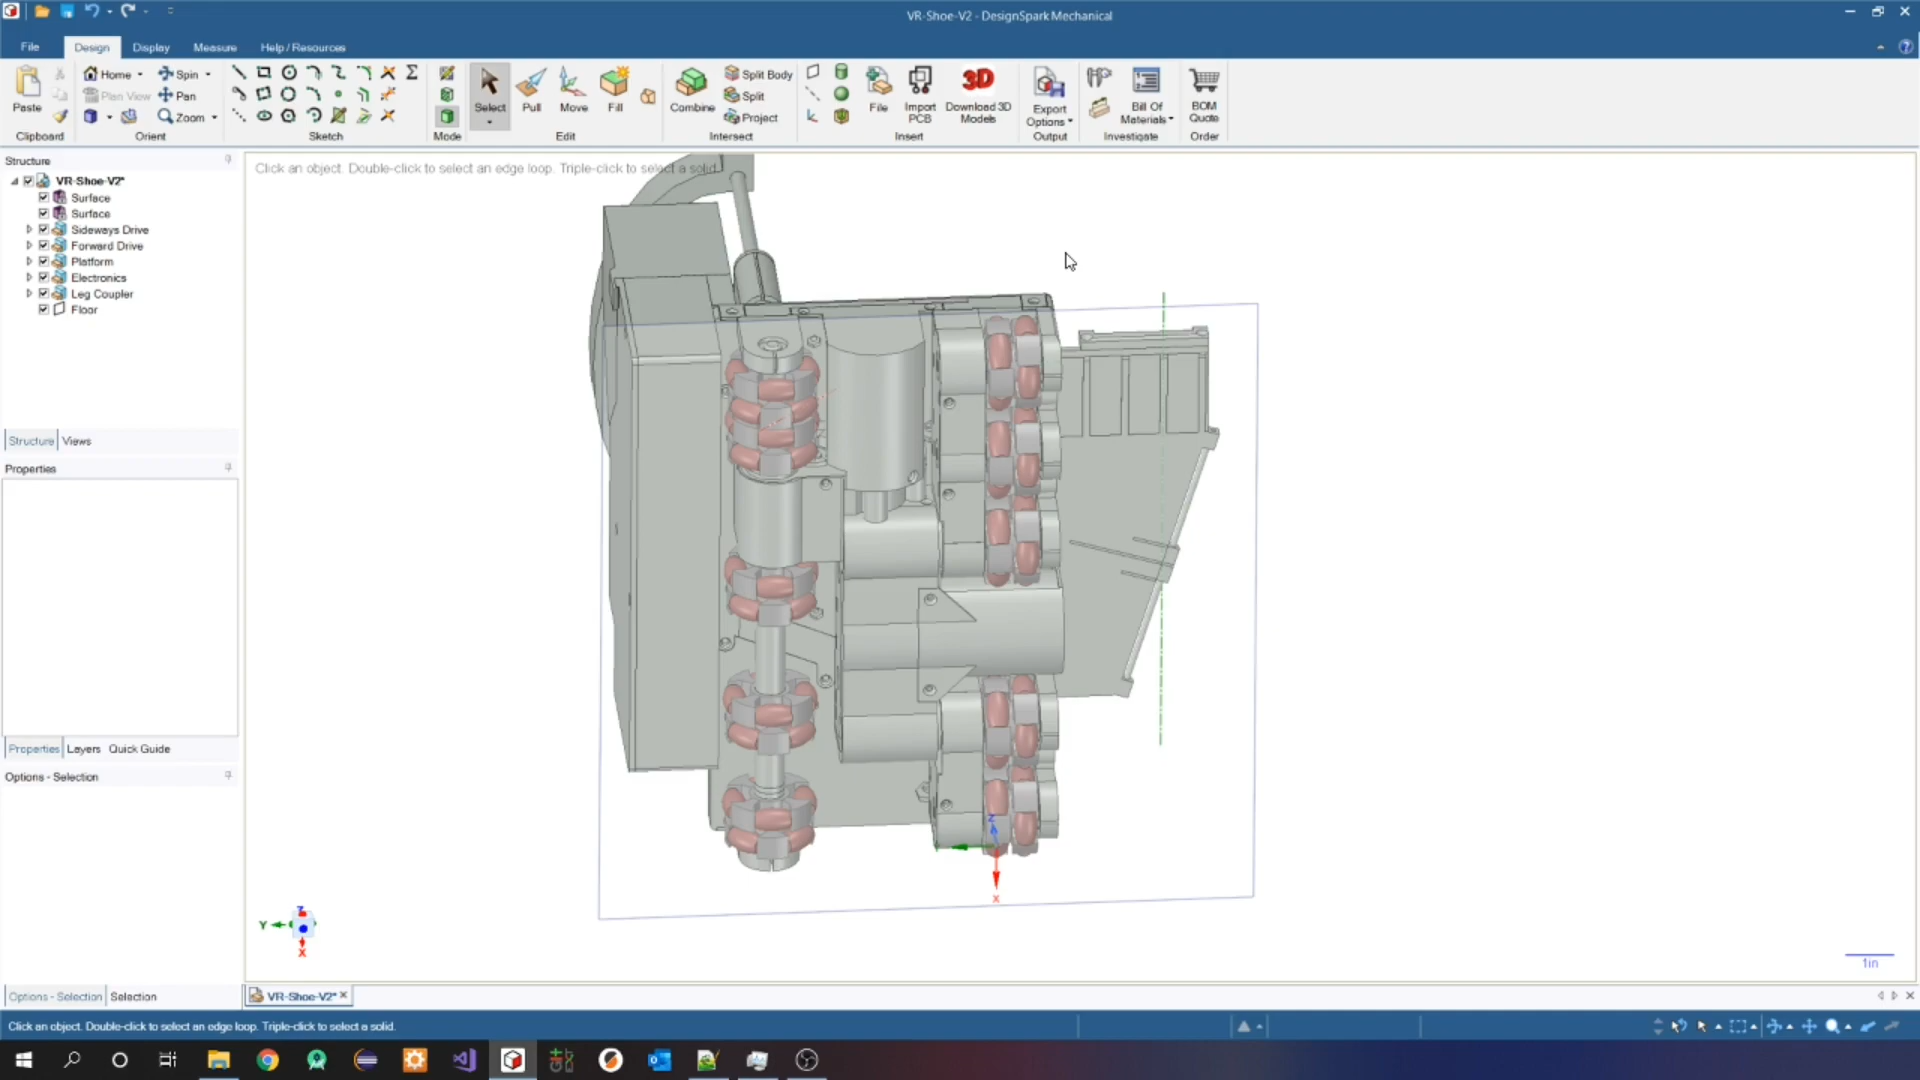 VR-Shoe-V2 - DesignSpark Mechanical
File
Design
Display
Measure
Help / Resources
Paste
Clipboard
Home
Spin
Plan View
Pan
Zoom
Orient
Sketch
Mode
Select
Pull
Move
Fill
Edit
Combine
Split Body
Split
Project
Intersect
File
Import
PCB
Download 3D
Models
3D
Insert
Export
Options
Output
Bill Of
Materials
Investigate
BOM
Quote
Order
Structure
VR-Shoe-V2*
Surface
Surface
Sideways Drive
Forward Drive
Platform
Electronics
Leg Coupler
Floor
Structure
Views
Properties
Properties
Layers
Quick Guide
Options - Selection
Options - Selection
Selection
Click an object. Double-click to select an edge loop. Triple-click to select a solid.
Z
X
Z
Y
X
1in
VR-Shoe-V2*
Click an object. Double-click to select an edge loop. Triple-click to select a solid.